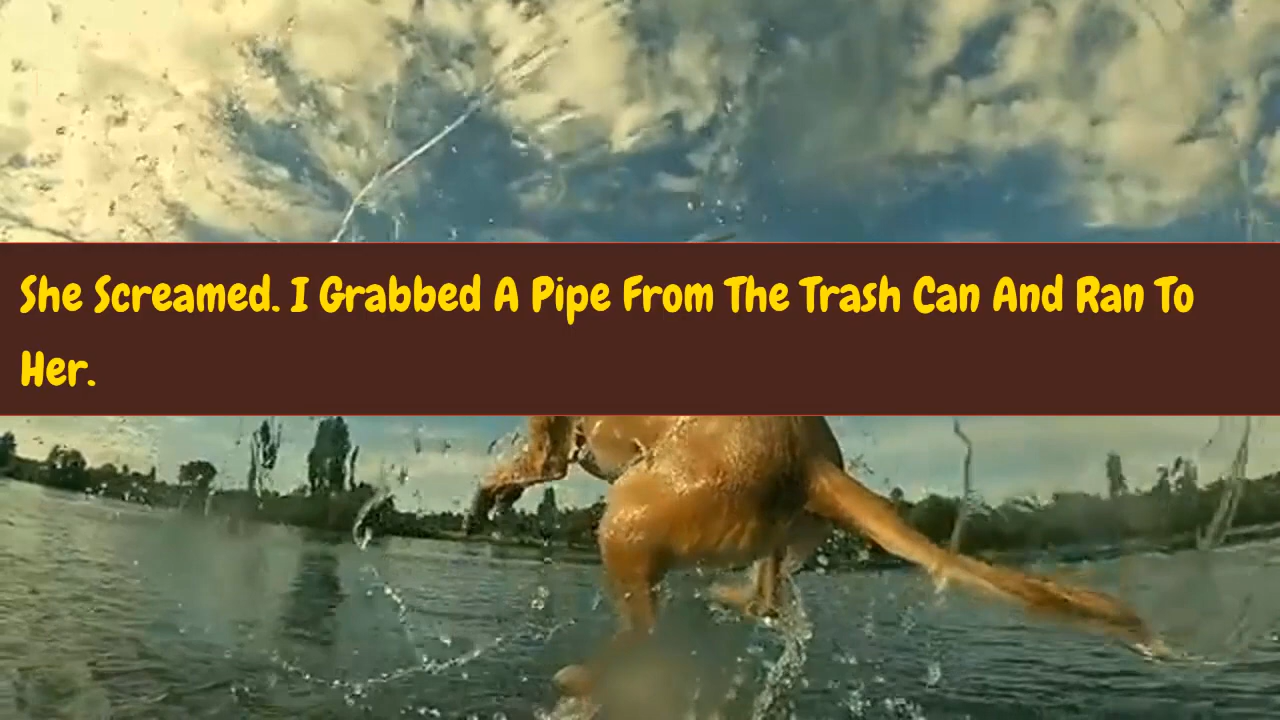 She Screamed. I Grabbed A Pipe From The Trash Can And Ran To
Her.